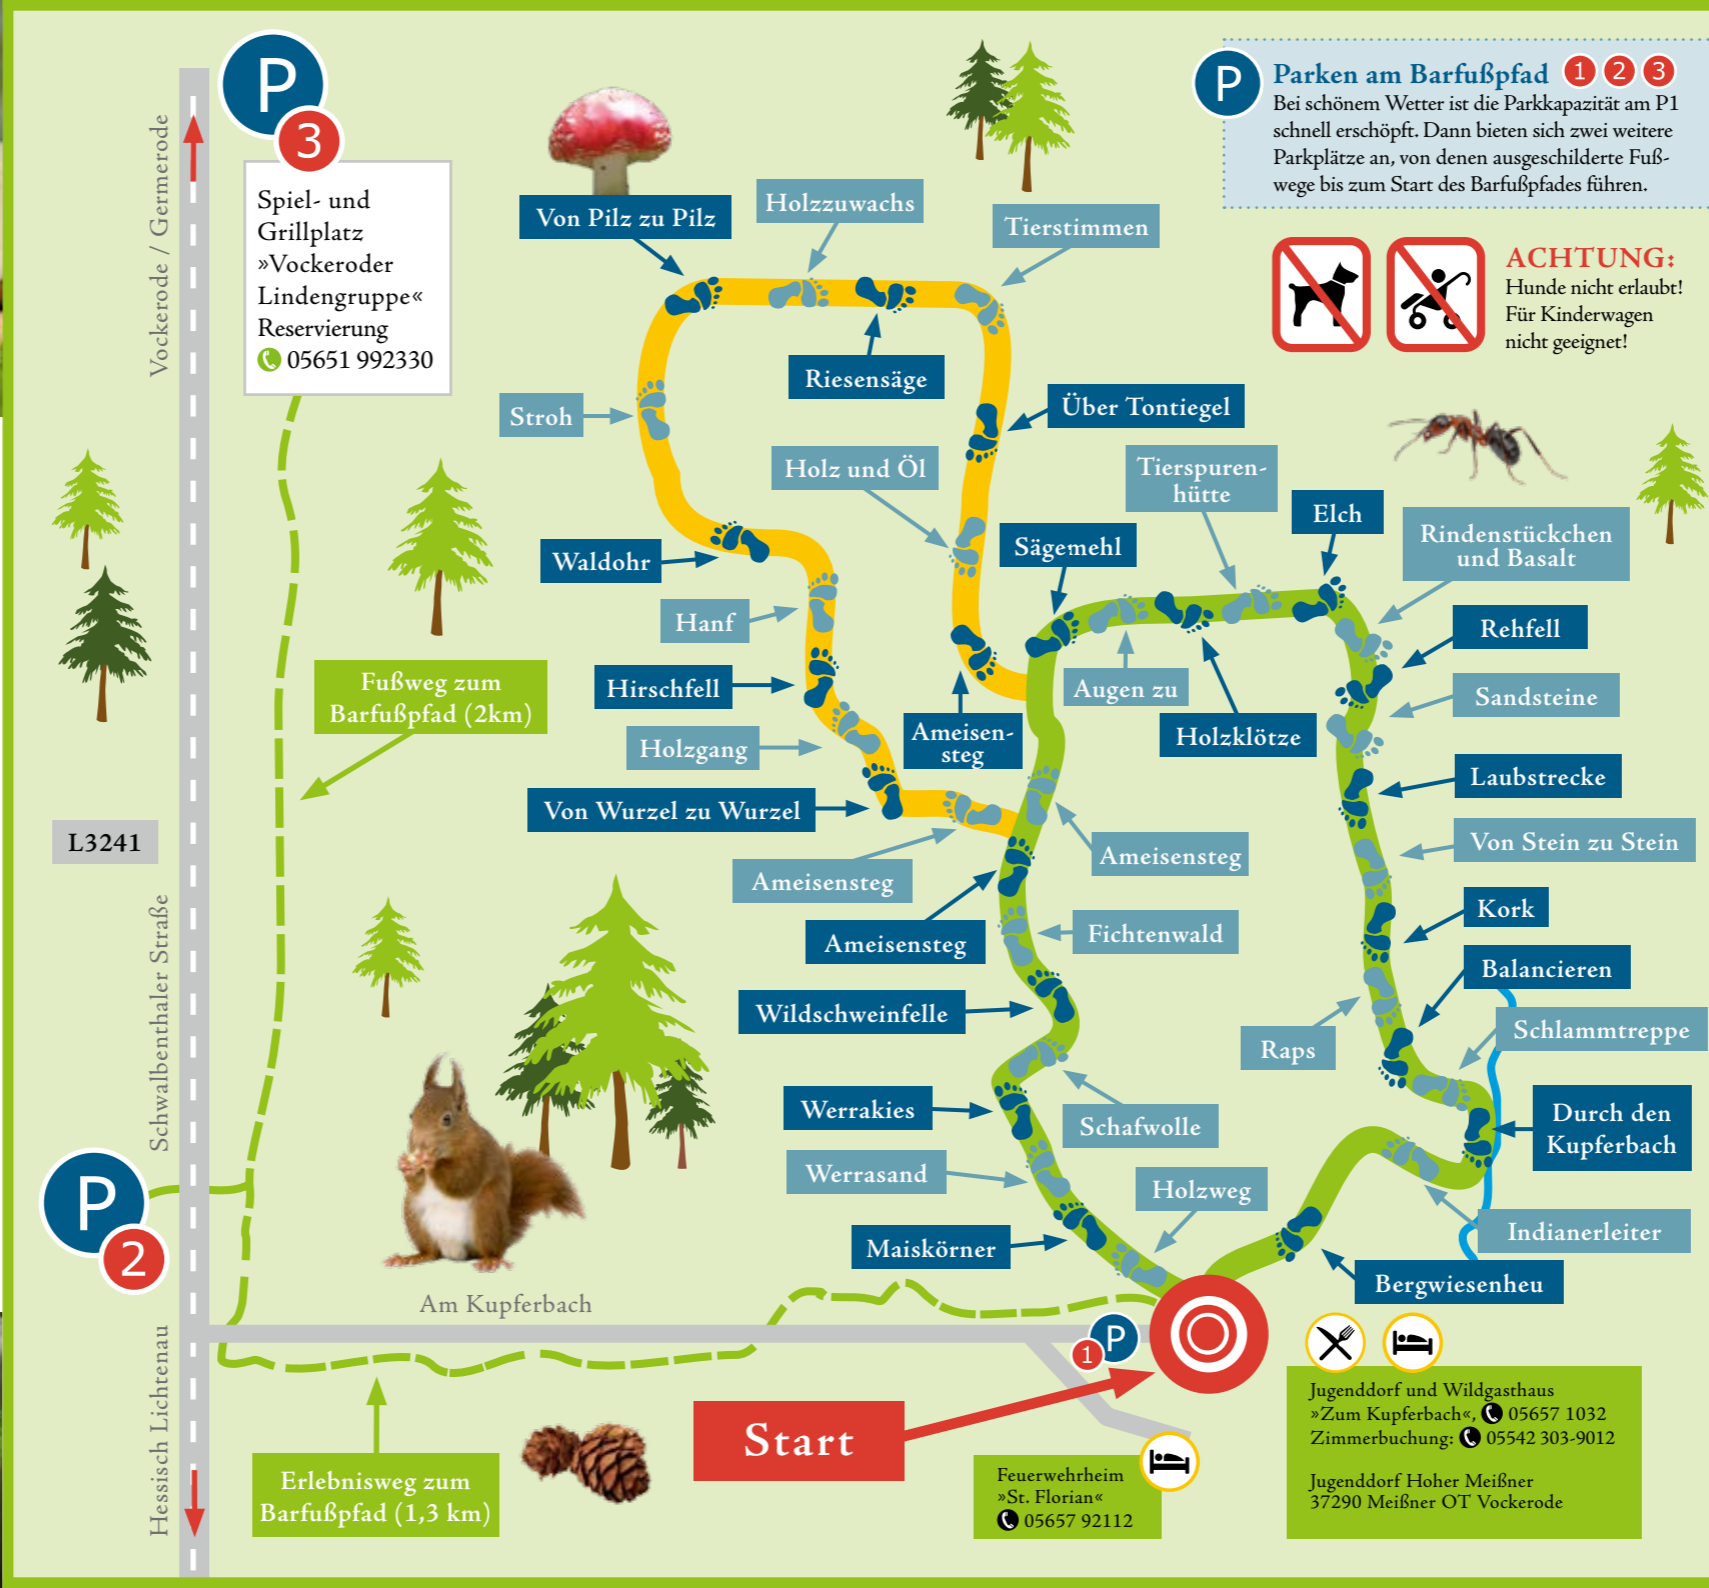 P
3
Spiel- und
Grillplatz
»Vockeroder
Lindengruppe«
Reservierung
05651 992330
Vockerode / Germerode
P
Parken am Barfußpfad 1 2 3
Bei schönem Wetter ist die Parkkapazität am P1
schnell erschöpft. Dann bieten sich zwei weitere
Parkplätze an, von denen ausgeschilderte Fuß-
wege bis zum Start des Barfußpfades führen.
ACHTUNG:
Hunde nicht erlaubt!
Für Kinderwagen
nicht geeignet!
Von Pilz zu Pilz
Holzzuwachs
Tierstimmen
Riesensäge
Stroh
Über Tontiegel
Holz und Öl
Tierspuren-
hütte
Elch
Rindenstückchen
und Basalt
Waldohr
Sägemehl
Hanf
Rehfell
Hirschfell
Augen zu
Sandsteine
Fußweg zum
Barfußpfad (2km)
Holzgang
Ameisen-
steg
Holzklötze
Laubstrecke
Von Wurzel zu Wurzel
L3241
Ameisensteg
Ameisensteg
Von Stein zu Stein
Ameisensteg
Fichtenwald
Kork
Balancieren
Wildschweinfelle
Raps
Schlammtreppe
Schwalbenthaler Straße
Werrakies
Schafwolle
Durch den
Kupferbach
Werrasand
Holzweg
P
2
Maiskörner
Indianerleiter
Bergwiesenheu
Am Kupferbach
P
1
Hessisch Lichtenau
Start
Erlebnisweg zum
Barfußpfad (1,3 km)
Feuerwehrheim
»St. Florian«
05657 92112
Jugenddorf und Wildgasthaus
»Zum Kupferbach«, 05657 1032
Zimmerbuchung: 05542 303-9012
Jugenddorf Hoher Meißner
37290 Meißner OT Vockerode